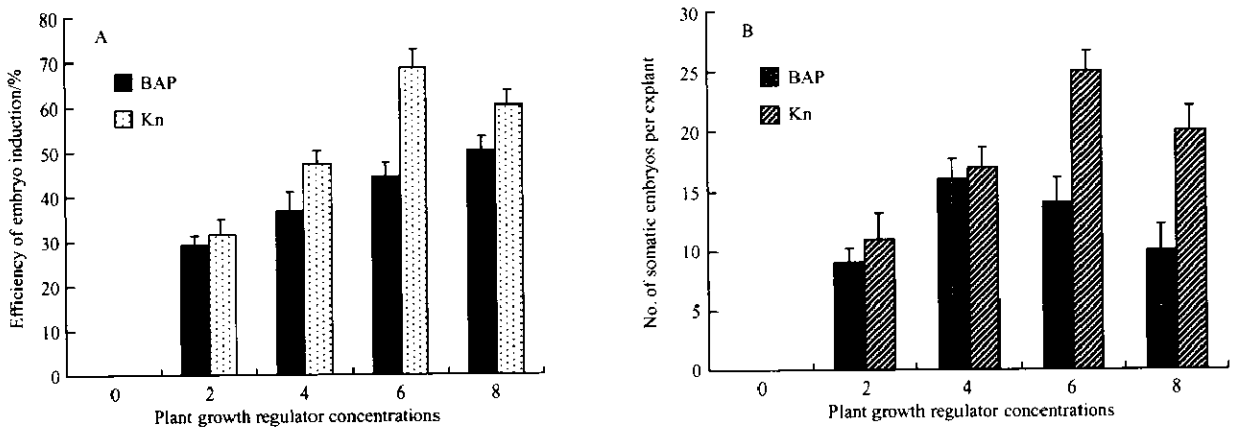 A
BAP
Kn
Efficiency of embryo induction/%
80
70
60
50
40
30
20
10
0
0 2 4 6 8
Plant growth regulator concentrations
B
BAP
Kn
No. of somatic embryos per explant
30
25
20
15
10
5
0
0 2 4 6 8
Plant growth regulator concentrations